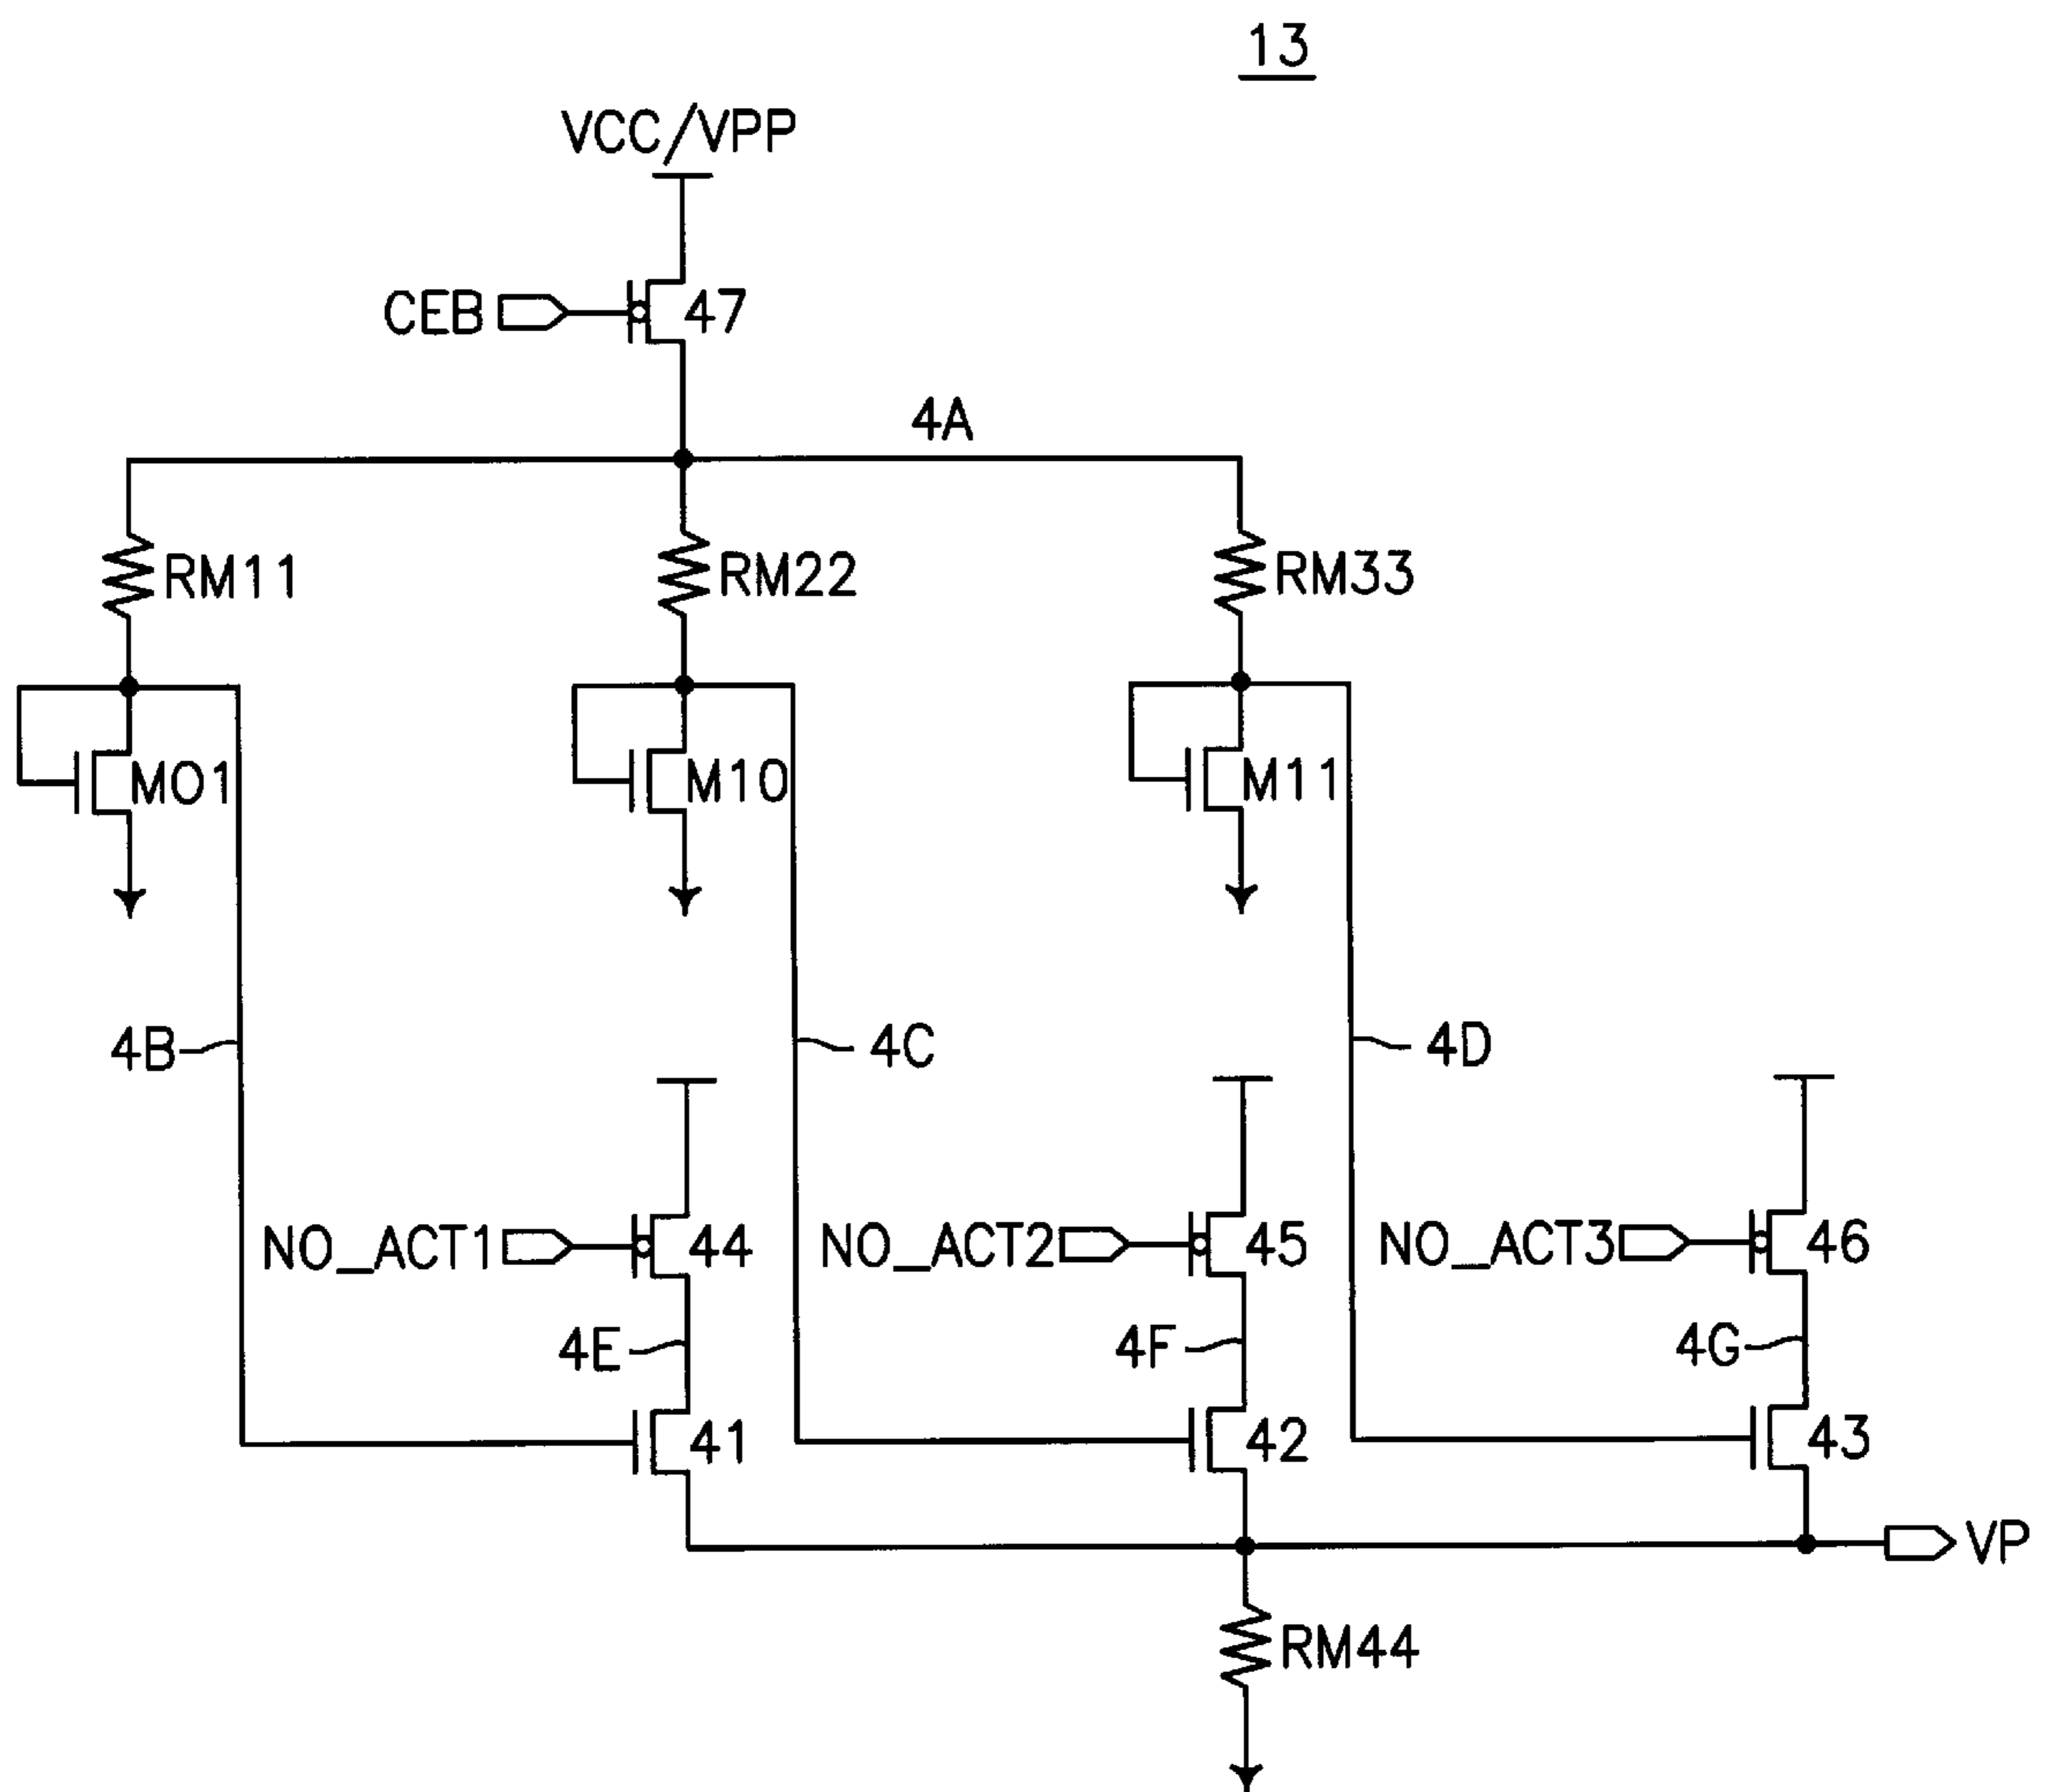 13
VCC/VPP
CEB
47
4A
RM11
RM22
RM33
M01
M10
M11
4B
4C
4D
NO_ACT1
44
NO_ACT2
45
NO_ACT3
46
4E
4F
4G
41
42
43
VP
RM44